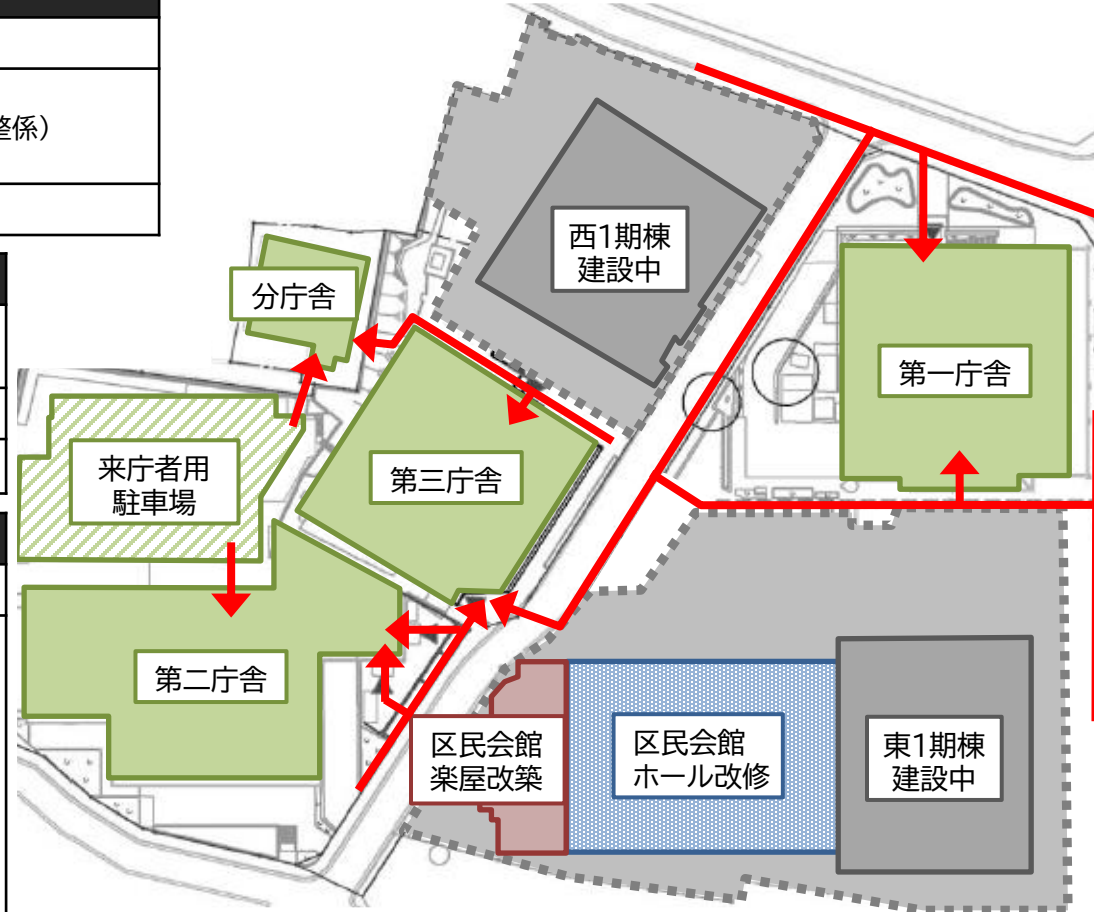 整係）
西1期棟
建設中
分庁舎
第一庁舎
来庁者用
駐車場
第三庁舎
第二庁舎
区民会館
楽屋改築
区民会館
ホール改修
東1期棟
建設中